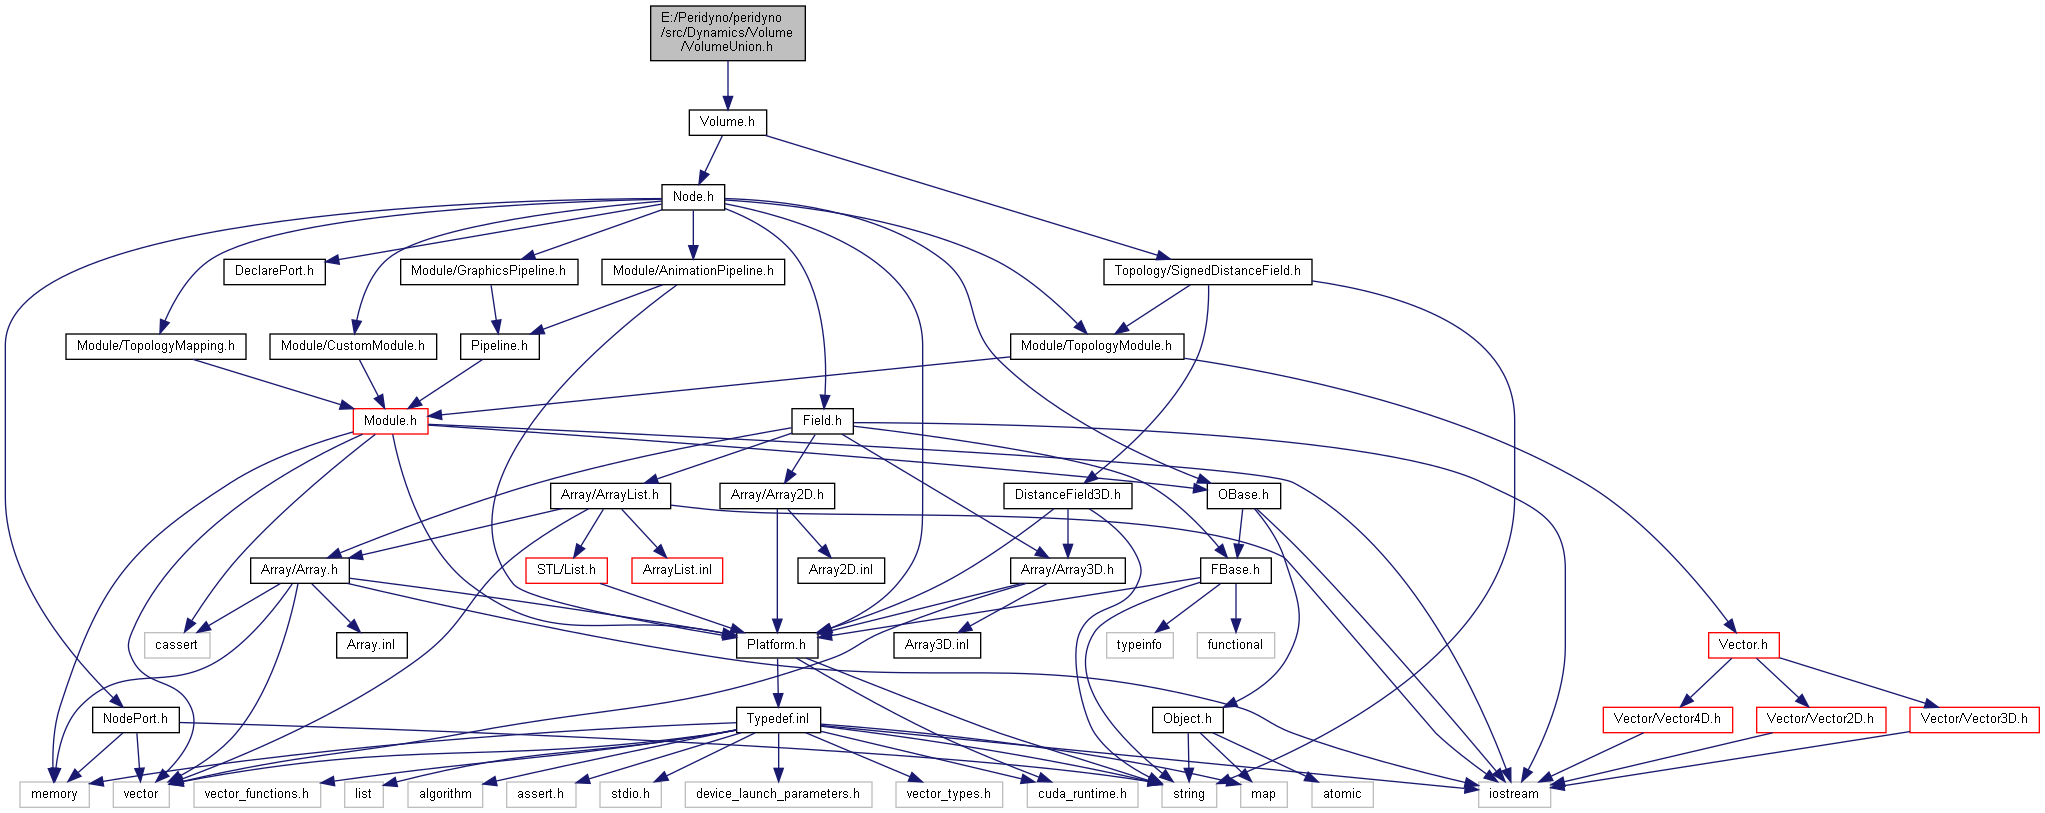 E:/Peridyno/peridyno
/src/Dynamics/Volume
/VolumeUnion.h
Volume.h
Node.h
DeclarePort.h
Module/GraphicsPipeline.h
Module/AnimationPipeline.h
Topology/SignedDistanceField.h
Module/TopologyMapping.h
Module/CustomModule.h
Pipeline.h
Module/TopologyModule.h
Module.h
Field.h
Array/ArrayList.h
Array/Array2D.h
DistanceField3D.h
OBase.h
Array/Array.h
STL/List.h
ArrayList.inl
Array2D.inl
Array/Array3D.h
FBase.h
cassert
Array.inl
Platform.h
Array3D.inl
typeinfo
functional
Vector.h
NodePort.h
Typedef.inl
Object.h
Vector/Vector4D.h
Vector/Vector2D.h
Vector/Vector3D.h
memory
vector
vector_functions.h
list
algorithm
assert.h
stdio.h
device_launch_parameters.h
vector_types.h
cuda_runtime.h
string
map
atomic
iostream